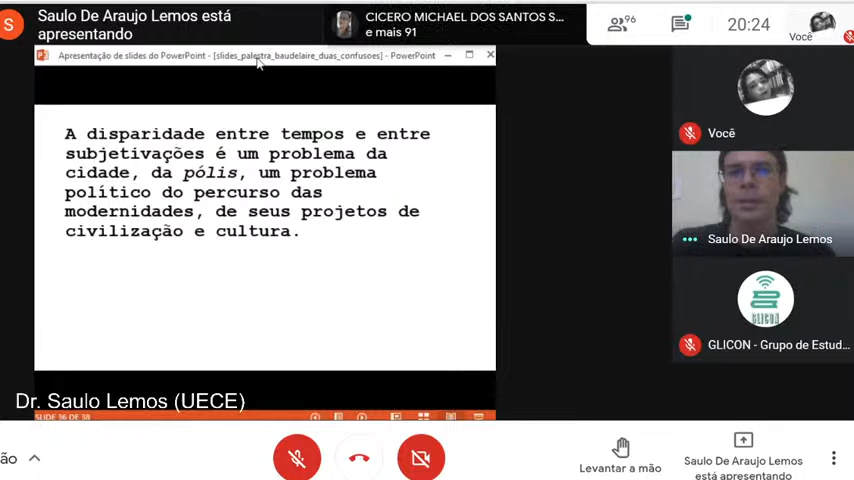 S
Saulo De Araujo Lemos está
apresentando
CICERO MICHAEL DOS SANTOS S...
e mais 91
96
20:24
Você
Apresentação de slides do PowerPoint - [slides_palestra_baudelaire_duas_confusoes] - PowerPoint
A disparidade entre tempos e entre
subjetivações é um problema da
cidade, da pólis, um problema
político do percurso das
modernidades, de seus projetos de
civilização e cultura.
Você
Saulo De Araujo Lemos
GLICON
GLICON - Grupo de Estud...
Dr. Saulo Lemos (UECE)
SLIDE 36 DE 38
ão
Levantar a mão
Saulo De Araujo Lemos
está apresentando